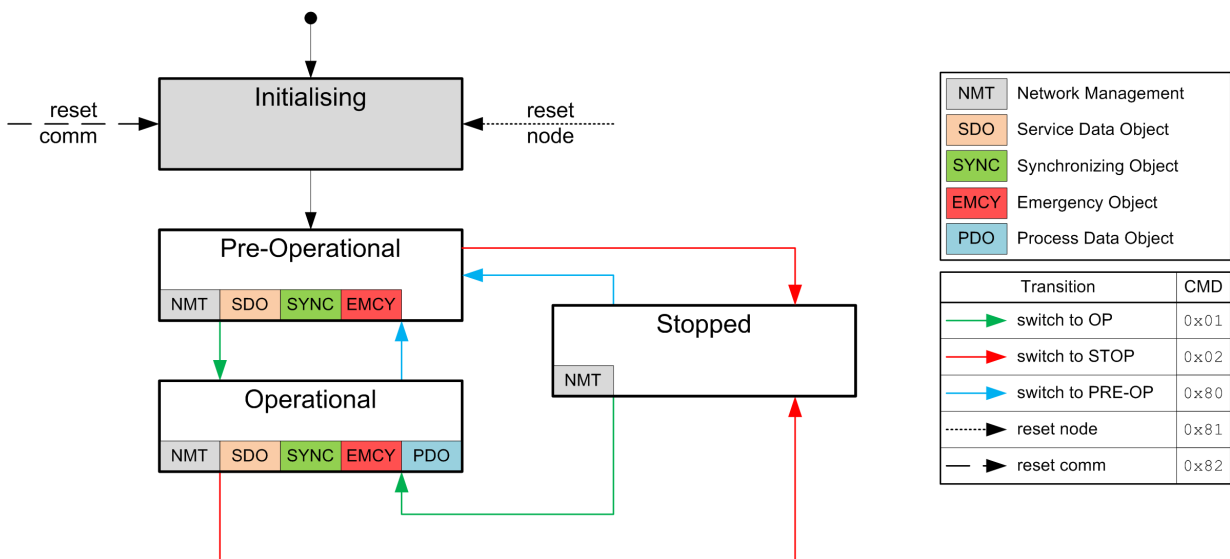 Initialising
reset
comm
reset
node
Pre-Operational
NMT SDO SYNC EMCY
Stopped
NMT
Operational
NMT SDO SYNC EMCY PDO
NMT Network Management
SDO Service Data Object
SYNC Synchronizing Object
EMCY Emergency Object
PDO Process Data Object
Transition CMD
switch to OP 0x01
switch to STOP 0x02
switch to PRE-OP 0x80
reset node 0x81
reset comm 0x82